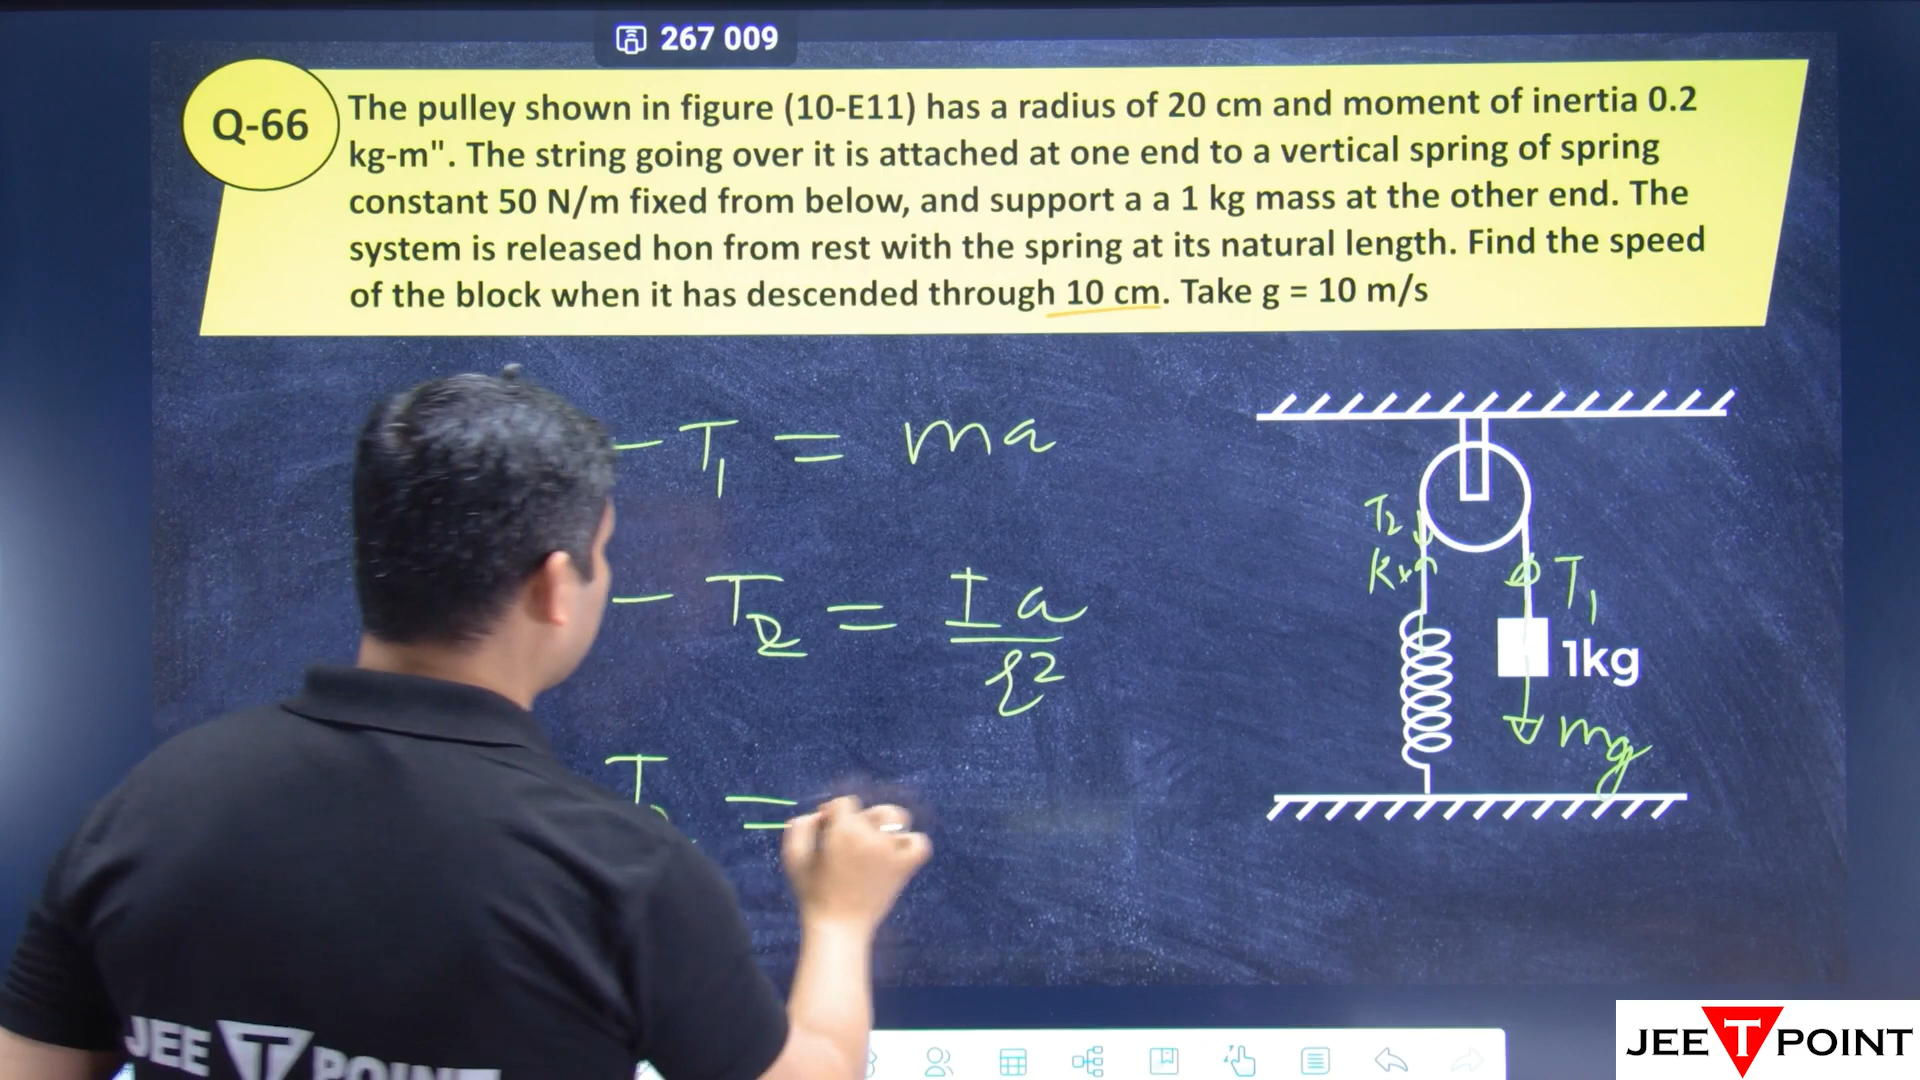 267 009
Q-66
The pulley shown in figure (10-E11) has a radius of 20 cm and moment of inertia 0.2
kg-m". The string going over it is attached at one end to a vertical spring of spring
constant 50 N/m fixed from below, and support a a 1 kg mass at the other end. The
system is released hon from rest with the spring at its natural length. Find the speed
of the block when it has descended through 10 cm. Take g = 10 m/s
- T1 = ma
- T2 = Ia
r2
=
T2
kx
T1
1kg
mg
JEE T POINT
JEE T POINT